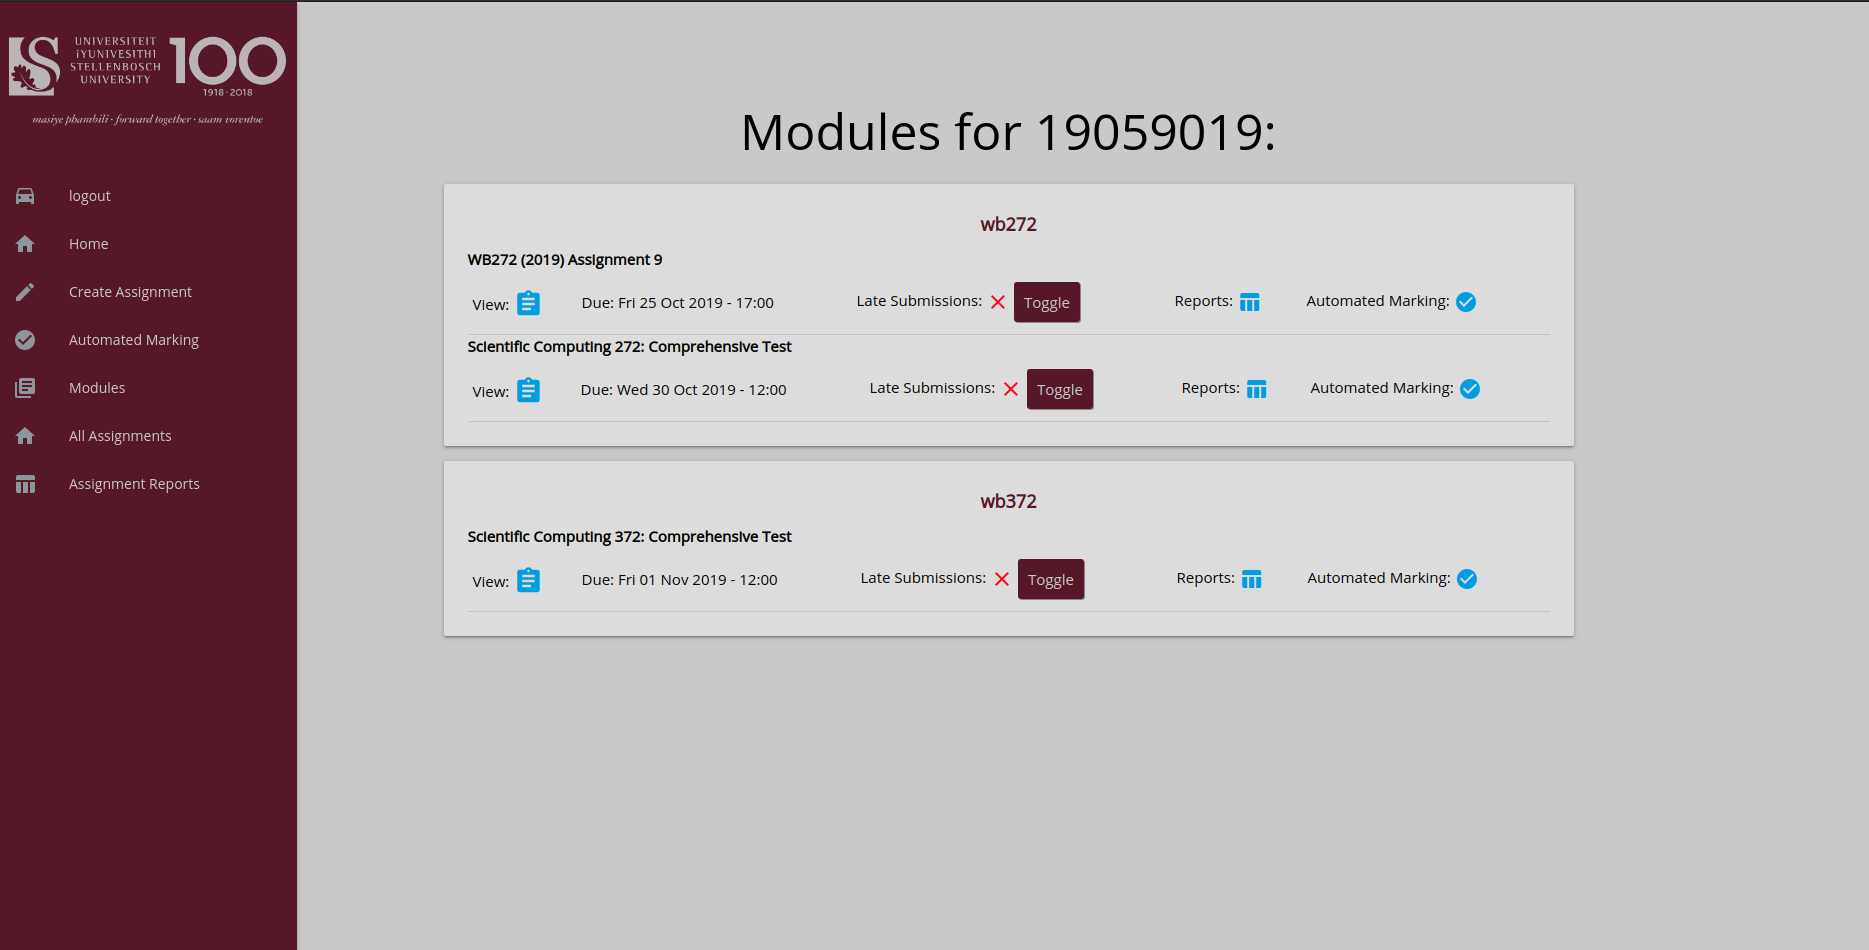 UNIVERSITEIT
iYUNIVESITHI
STELLENBOSCH
UNIVERSITY
100
1918·2018
masiye phambili · forward together · saam vorentoe
logout
Home
Create Assignment
Automated Marking
Modules
All Assignments
Assignment Reports
Modules for 19059019:
wb272
WB272 (2019) Assignment 9
View: Due: Fri 25 Oct 2019 - 17:00 Late Submissions: Toggle Reports: Automated Marking:
Scientific Computing 272: Comprehensive Test
View: Due: Wed 30 Oct 2019 - 12:00 Late Submissions: Toggle Reports: Automated Marking:
wb372
Scientific Computing 372: Comprehensive Test
View: Due: Fri 01 Nov 2019 - 12:00 Late Submissions: Toggle Reports: Automated Marking: